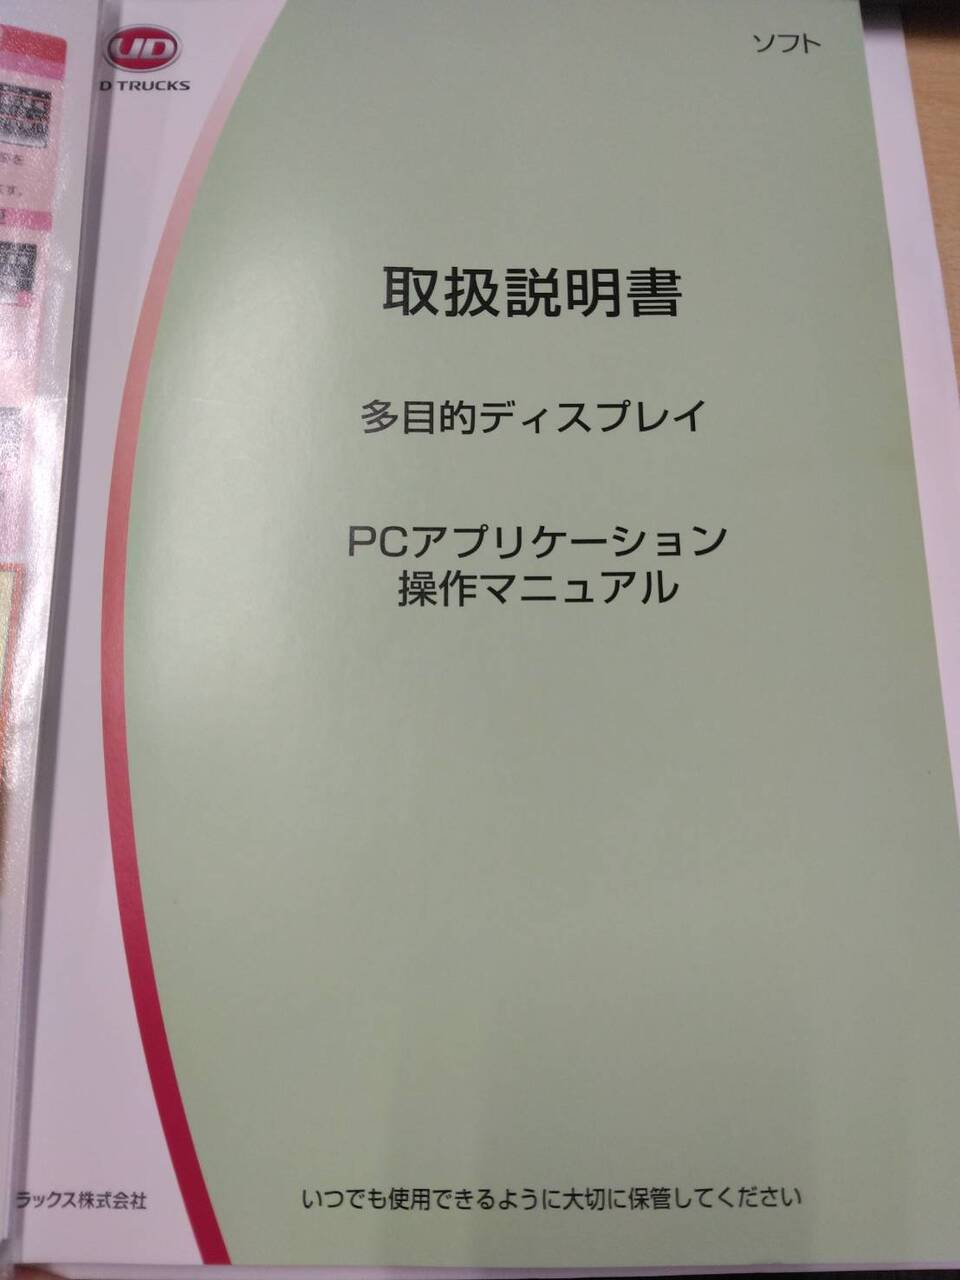 UD
D TRUCKS
ソフト
取扱説明書
多目的ディスプレイ
PCアプリケーション
操作マニュアル
ラックス株式会社
いつでも使用できるように大切に保管してください
ます。